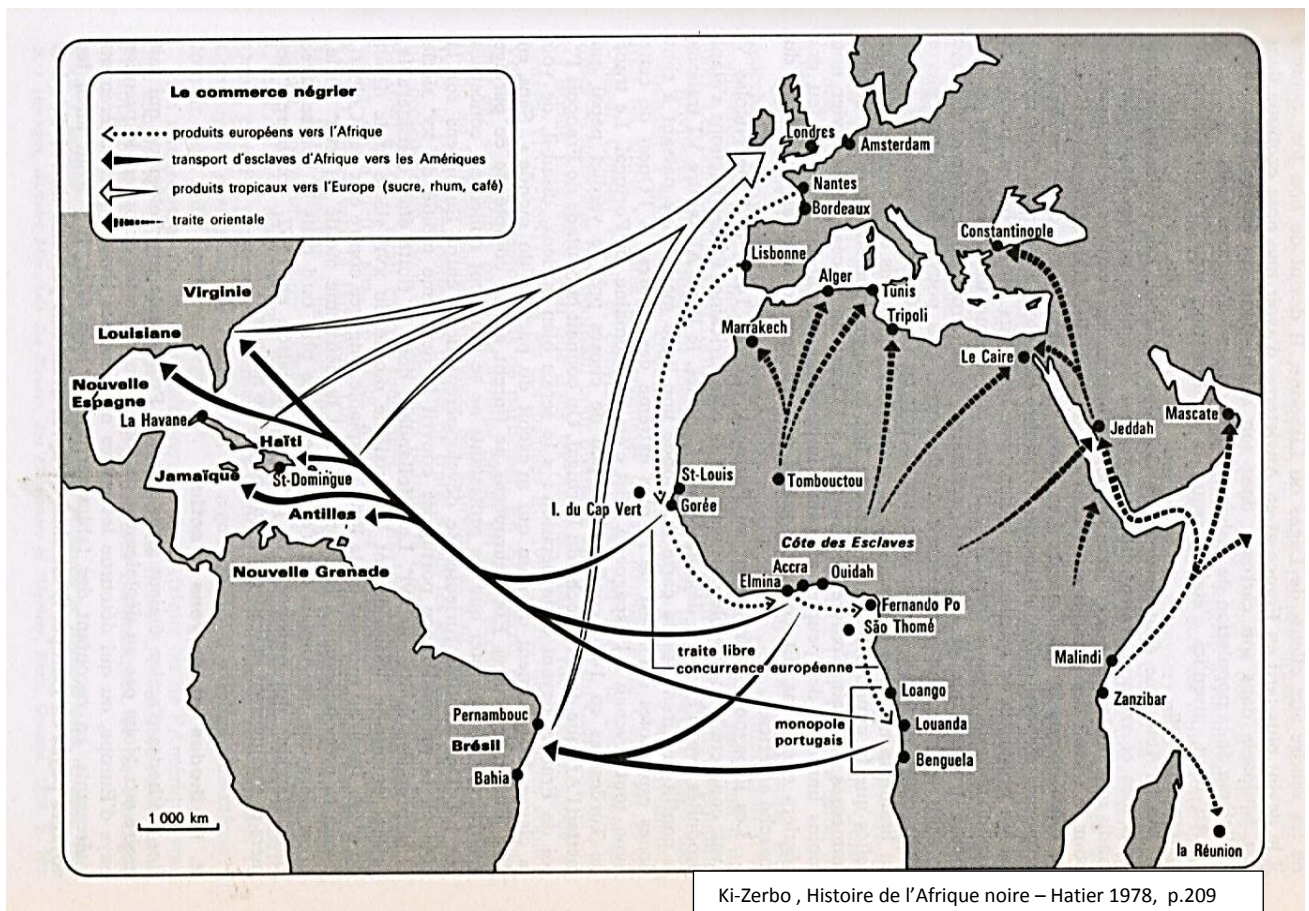 Le commerce négrier
produits européens vers l'Afrique
transport d'esclaves d'Afrique vers les Amériques
produits tropicaux vers l'Europe (sucre, rhum, café)
traite orientale
Londres
Amsterdam
Nantes
Bordeaux
Constantinople
Lisbonne
Alger
Tunis
Virginie
Tripoli
Marrakech
Louisiane
Le Caire
Nouvelle
Espagne
La Havane
Mascate
Jeddah
Haïti
St-Domingue
Jamaïque
St-Louis
Tombouctou
I. du Cap Vert
Gorée
Antilles
Côte des Esclaves
Nouvelle Grenade
Accra
Elmina
Ouidah
Fernando Po
São Thomé
traite libre
concurrence européenne
Malindi
Loango
Zanzibar
Pernambouc
monopole
portugais
Louanda
Brésil
Benguela
Bahia
1 000 km
la Réunion
Ki-Zerbo , Histoire de l'Afrique noire – Hatier 1978, p.209